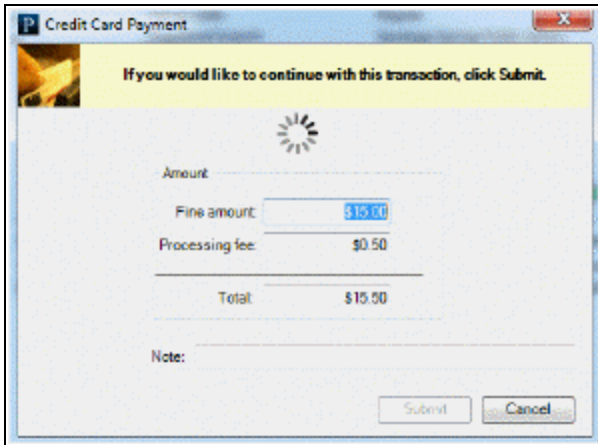 P Credit Card Payment
X
If you would like to continue with this transaction, click Submit.
Amount
Fine amount: $15.00
Processing fee: $0.50
Total: $15.50
Note:
Submit Cancel